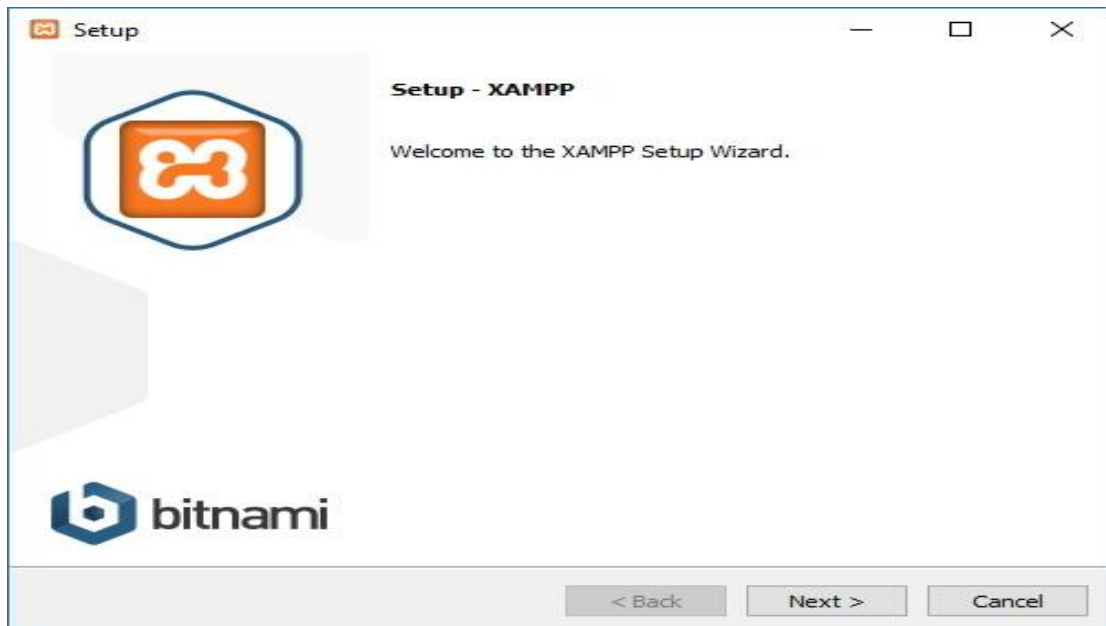 Setup
Setup - XAMPP
Welcome to the XAMPP Setup Wizard.
bitnami
< Back
Next >
Cancel